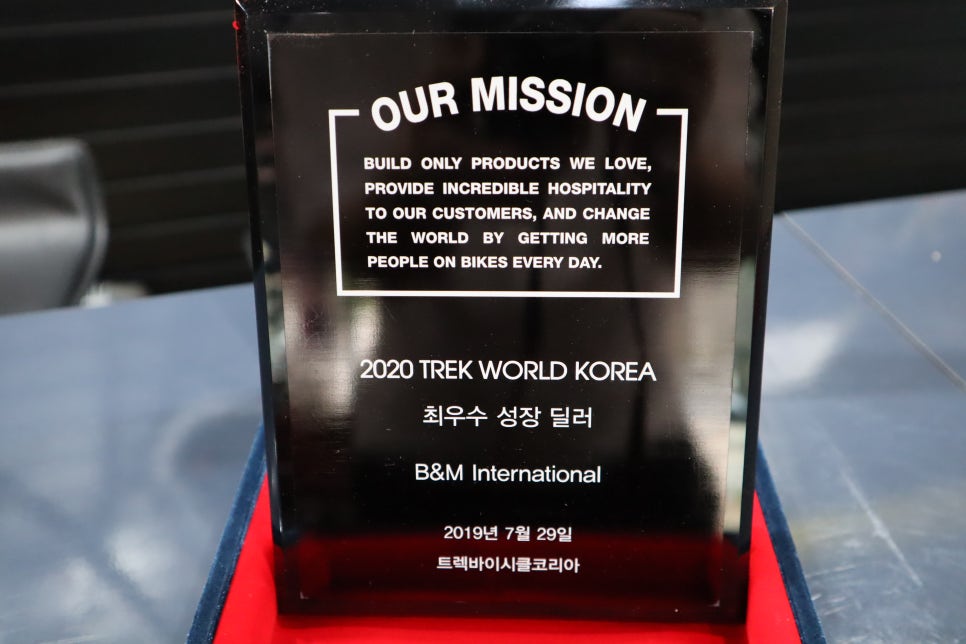 OUR MISSION
BUILD ONLY PRODUCTS WE LOVE,
PROVIDE INCREDIBLE HOSPITALITY
TO OUR CUSTOMERS, AND CHANGE
THE WORLD BY GETTING MORE
PEOPLE ON BIKES EVERY DAY.
2020 TREK WORLD KOREA
최우수 성장 딜러
B&M International
2019년 7월 29일
트렉바이시클코리아